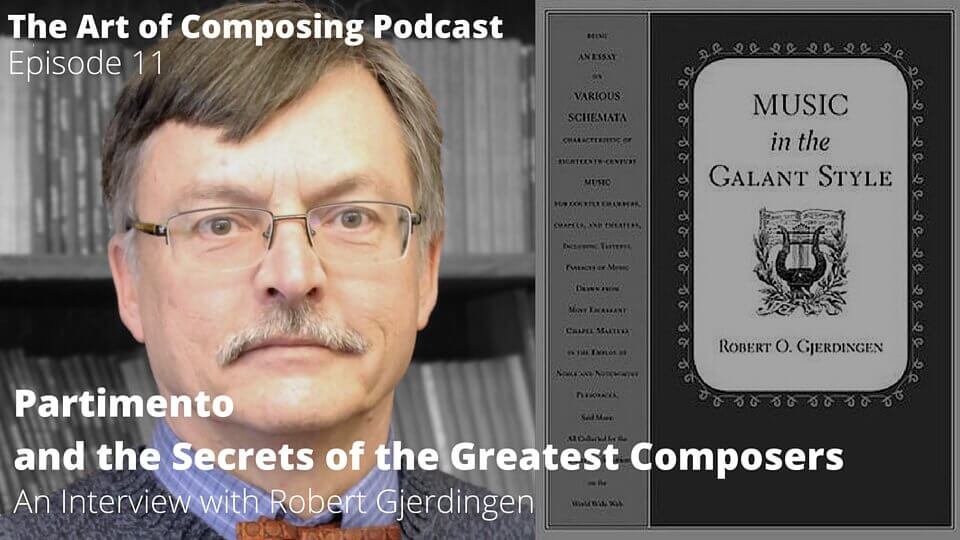 The Art of Composing Podcast
Episode 11
BEING
AN ESSAY
ON
VARIOUS
SCHEMATA
CHARACTERISTIC OF
EIGHTEENTH-CENTURY
MUSIC
FOR COURTLY CHAMBERS,
CHAPELS, AND THEATERS,
INCLUDING TASTEFUL
PASSAGES OF MUSIC
DRAWN FROM
MOST EXCELLENT
CHAPEL MASTERS
IN THE EMPLOY OF
NOBLE AND NOTEWORTHY
PERSONAGES,
SAID MUSIC
All Collected for the
on the
World Wide Web
MUSIC
in the
GALANT STYLE
ROBERT O. GJERDINGEN
Partimento
and the Secrets of the Greatest Composers
An Interview with Robert Gjerdingen